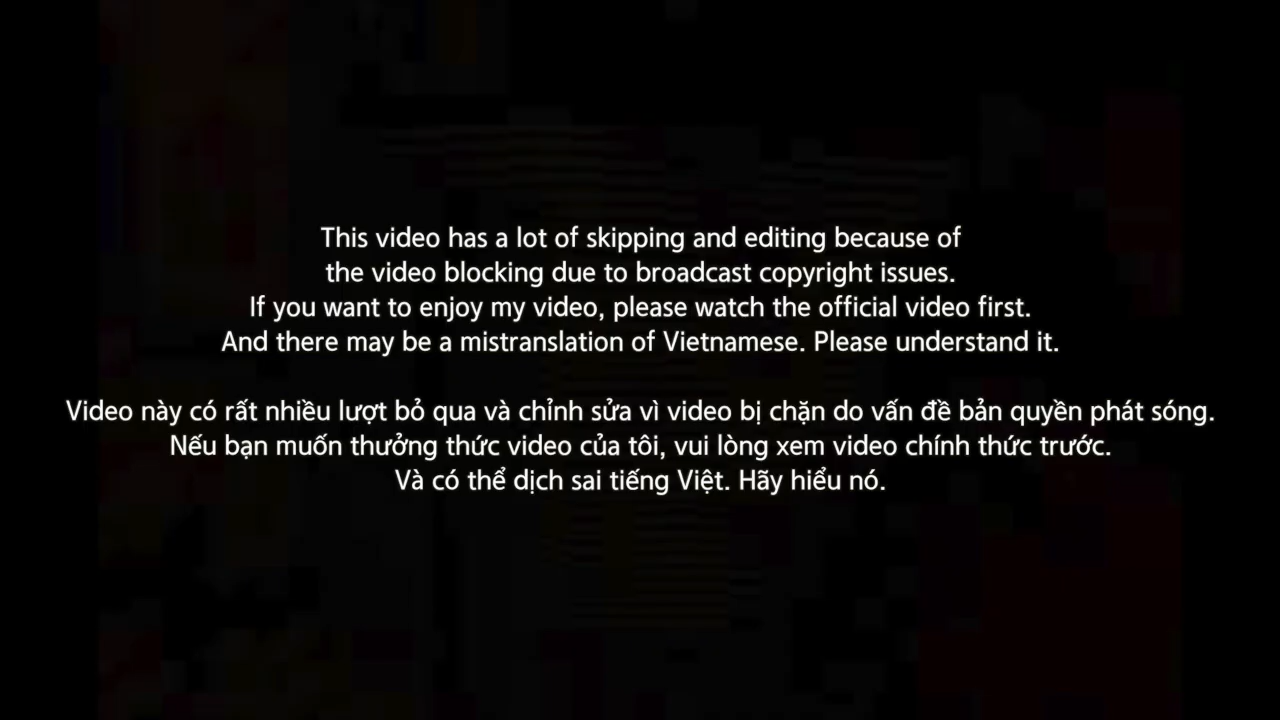 This video has a lot of skipping and editing because of
the video blocking due to broadcast copyright issues.
If you want to enjoy my video, please watch the official video first.
And there may be a mistranslation of Vietnamese. Please understand it.
Video này có rất nhiều lượt bỏ qua và chỉnh sửa vì video bị chặn do vấn đề bản quyền phát sóng.
Nếu bạn muốn thưởng thức video của tôi, vui lòng xem video chính thức trước.
Và có thể dịch sai tiếng Việt. Hãy hiểu nó.